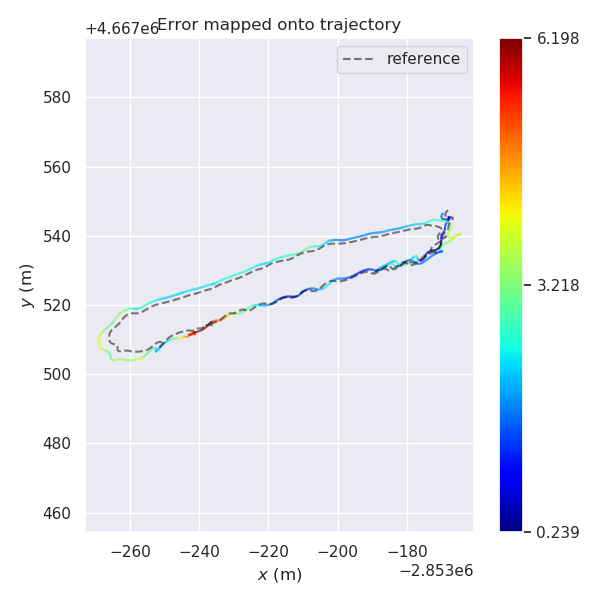 +4.667e6
Error mapped onto trajectory
6.198
reference
580
560
540
3.218
520
500
480
460
y (m)
0.239
−260 −240 −220 −200 −180
x (m)
−2.853e6